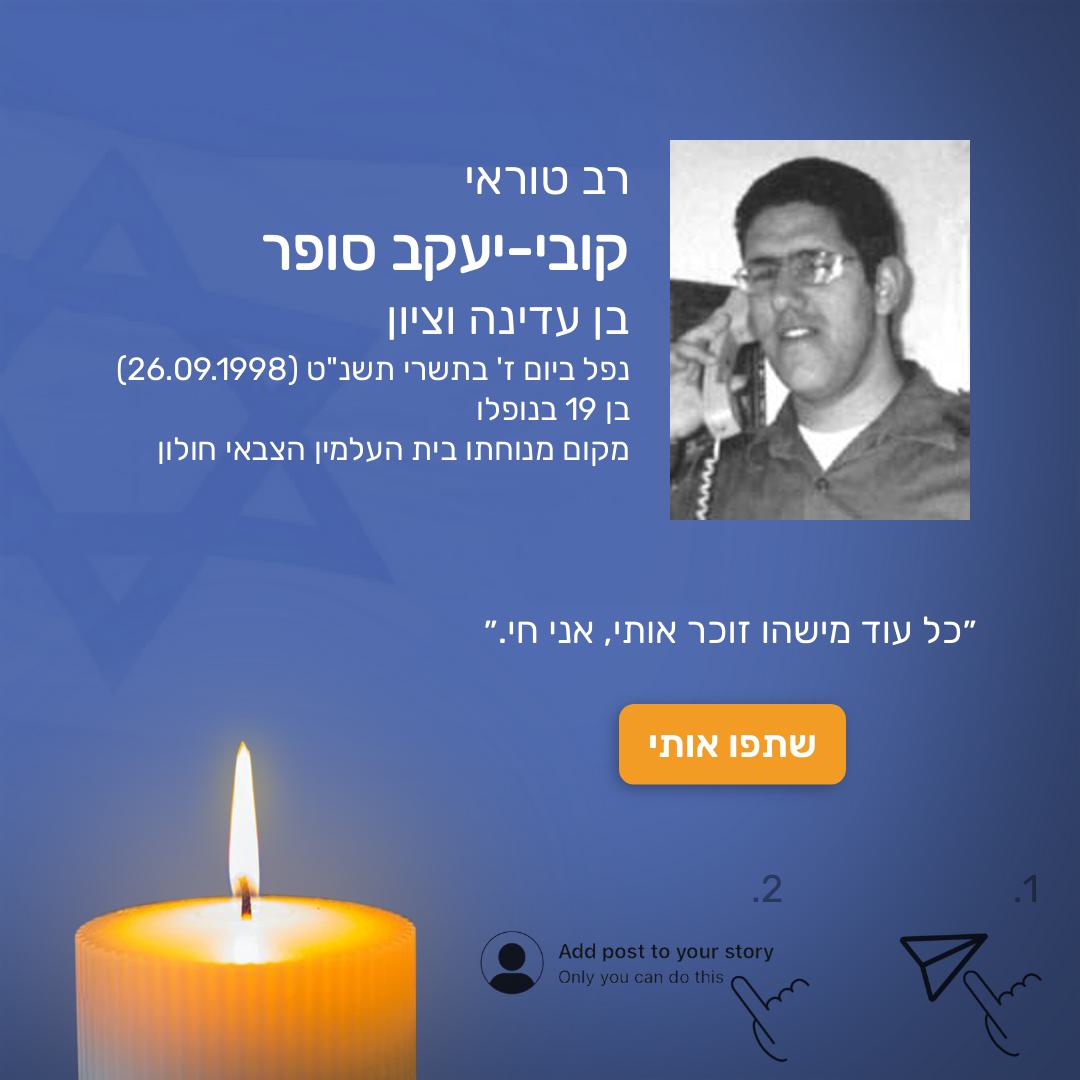 רב טוראי
קובי-יעקב סופר
בן עדינה וציון
נפל ביום ז' בתשרי תשנ"ט (26.09.1998)
בן 19 בנופלו
מקום מנוחתו בית העלמין הצבאי חולון
״כל עוד מישהו זוכר אותי, אני חי.״
שתפו אותי
1.
2.
Add post to your story
Only you can do this